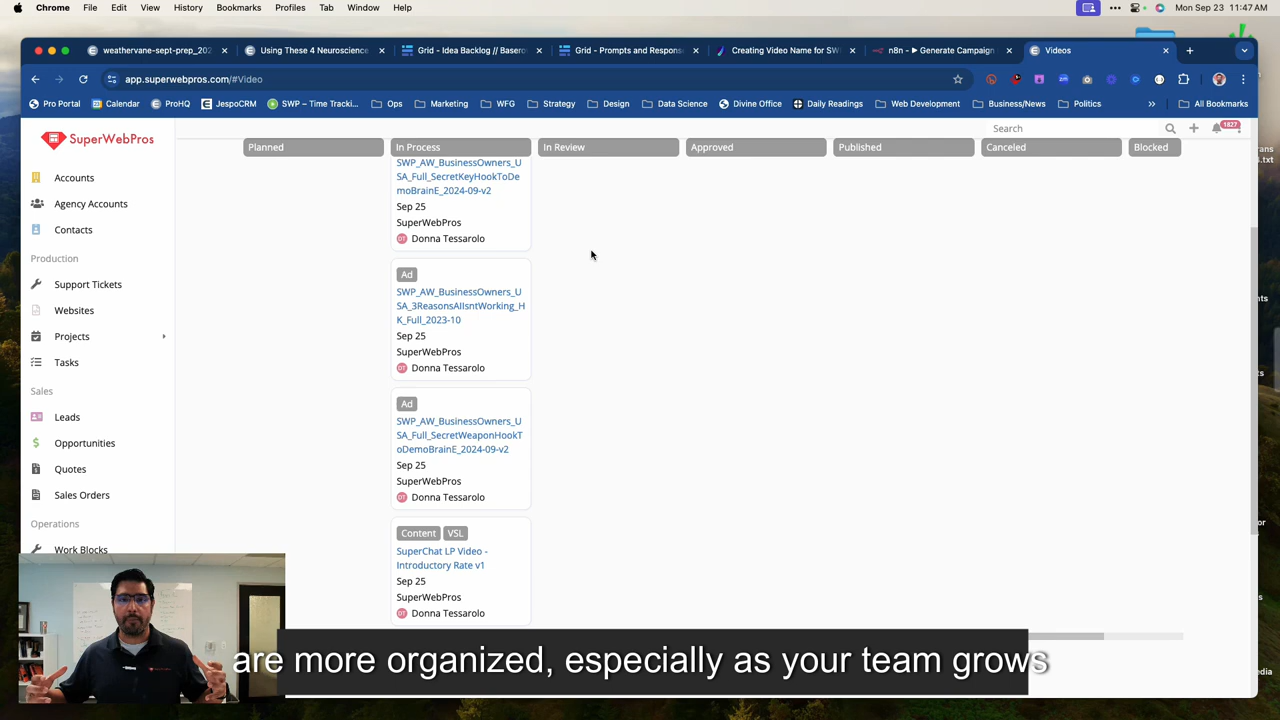 Chrome File Edit View History Bookmarks Profiles Tab Window Help
Mon Sep 23 11:47 AM
weathervane-sept-prep_202
Using These 4 Neuroscience
Grid - Idea Backlog // Basero
Grid - Prompts and Respons
Creating Video Name for SW
n8n - ▶ Generate Campaign
Videos
app.superwebpros.com/#Video
Pro Portal
Calendar
ProHQ
JespoCRM
SWP – Time Tracki...
Ops
Marketing
WFG
Strategy
Design
Data Science
Divine Office
Daily Readings
Web Development
Business/News
Politics
»
All Bookmarks
SuperWebPros
Search
1827
Accounts
Agency Accounts
Contacts
Production
Support Tickets
Websites
Projects
Tasks
Sales
Leads
Opportunities
Quotes
Sales Orders
Operations
Work Blocks
Planned
In Process
In Review
Approved
Published
Canceled
Blocked
SWP_AW_BusinessOwners_U
SA_Full_SecretKeyHookToDe
moBrainE_2024-09-v2
Sep 25
SuperWebPros
DT Donna Tessarolo
Ad
SWP_AW_BusinessOwners_U
SA_3ReasonsAIIsntWorking_H
K_Full_2023-10
Sep 25
SuperWebPros
DT Donna Tessarolo
Ad
SWP_AW_BusinessOwners_U
SA_Full_SecretWeaponHookT
oDemoBrainE_2024-09-v2
Sep 25
SuperWebPros
DT Donna Tessarolo
Content VSL
SuperChat LP Video -
Introductory Rate v1
Sep 25
SuperWebPros
DT Donna Tessarolo
are more organized, especially as your team grows